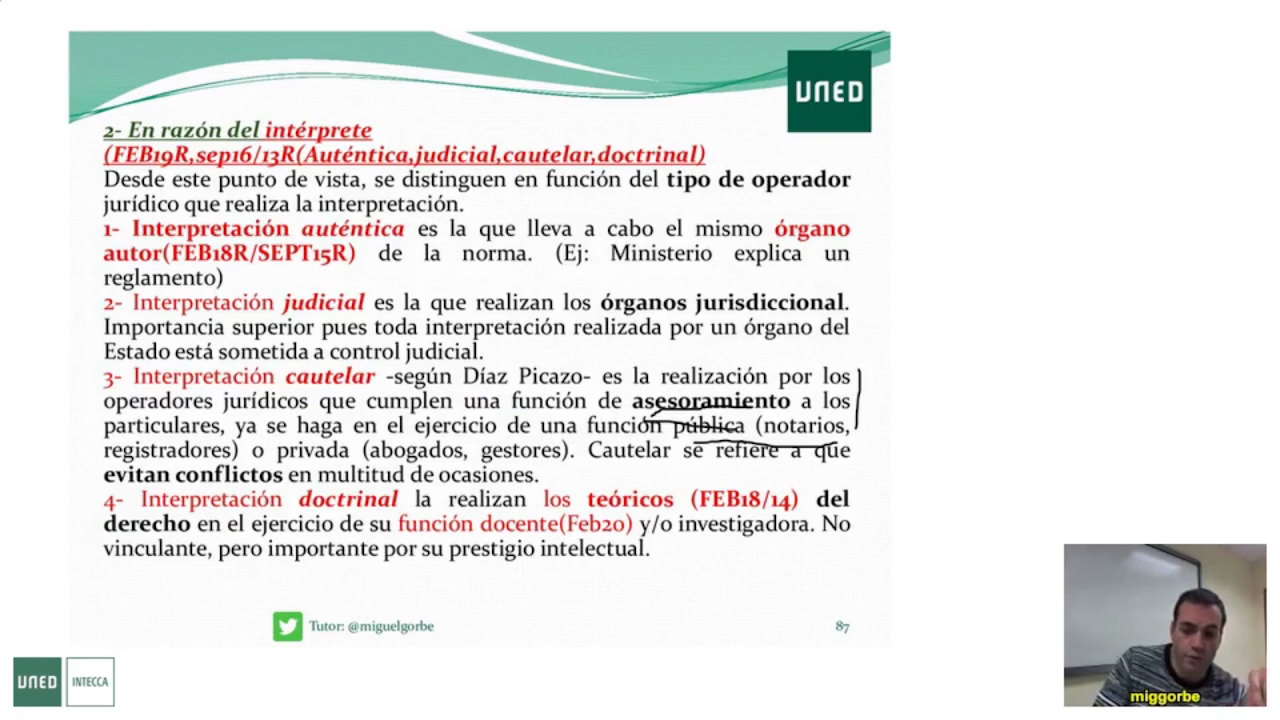 UNED
2- En razón del intérprete
(FEB19R,sep16/13R(Auténtica,judicial,cautelar,doctrinal)
Desde este punto de vista, se distinguen en función del tipo de operador
jurídico que realiza la interpretación.
1- Interpretación auténtica es la que lleva a cabo el mismo órgano
autor(FEB18R/SEPT15R) de la norma. (Ej: Ministerio explica un
reglamento)
2- Interpretación judicial es la que realizan los órganos jurisdiccional.
Importancia superior pues toda interpretación realizada por un órgano del
Estado está sometida a control judicial.
3- Interpretación cautelar -según Díaz Picazo- es la realización por los
operadores jurídicos que cumplen una función de asesoramiento a los
particulares, ya se haga en el ejercicio de una función pública (notarios,
registradores) o privada (abogados, gestores). Cautelar se refiere a que
evitan conflictos en multitud de ocasiones.
4- Interpretación doctrinal la realizan los teóricos (FEB18/14) del
derecho en el ejercicio de su función docente(Feb20) y/o investigadora. No
vinculante, pero importante por su prestigio intelectual.
Tutor: @miguelgorbe
87
UNED
INTECCA
miggorbe